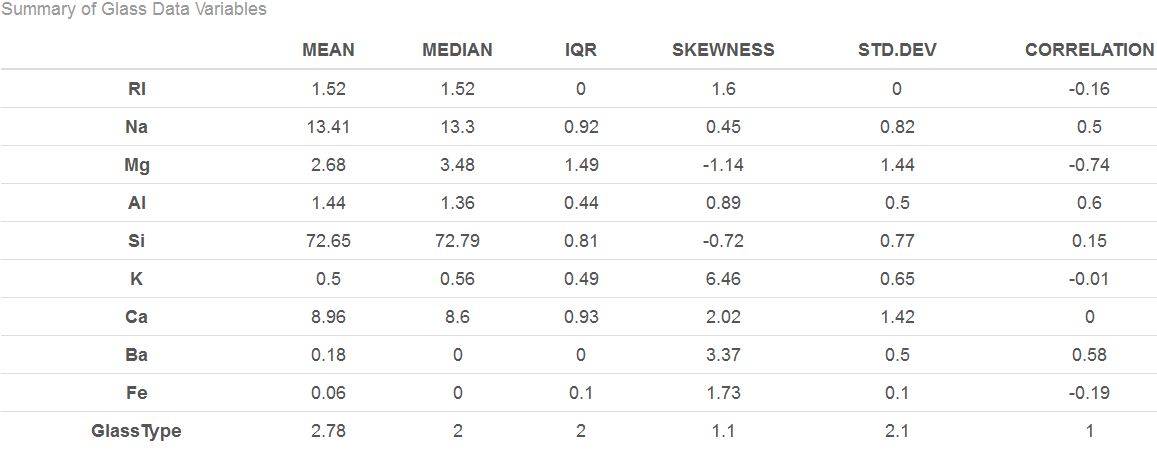 Summary of Glass Data Variables
MEAN MEDIAN IQR SKEWNESS STD.DEV CORRELATION
RI 1.52 1.52 0 1.6 0 -0.16
Na 13.41 13.3 0.92 0.45 0.82 0.5
Mg 2.68 3.48 1.49 -1.14 1.44 -0.74
Al 1.44 1.36 0.44 0.89 0.5 0.6
Si 72.65 72.79 0.81 -0.72 0.77 0.15
K 0.5 0.56 0.49 6.46 0.65 -0.01
Ca 8.96 8.6 0.93 2.02 1.42 0
Ba 0.18 0 0 3.37 0.5 0.58
Fe 0.06 0 0.1 1.73 0.1 -0.19
GlassType 2.78 2 2 1.1 2.1 1